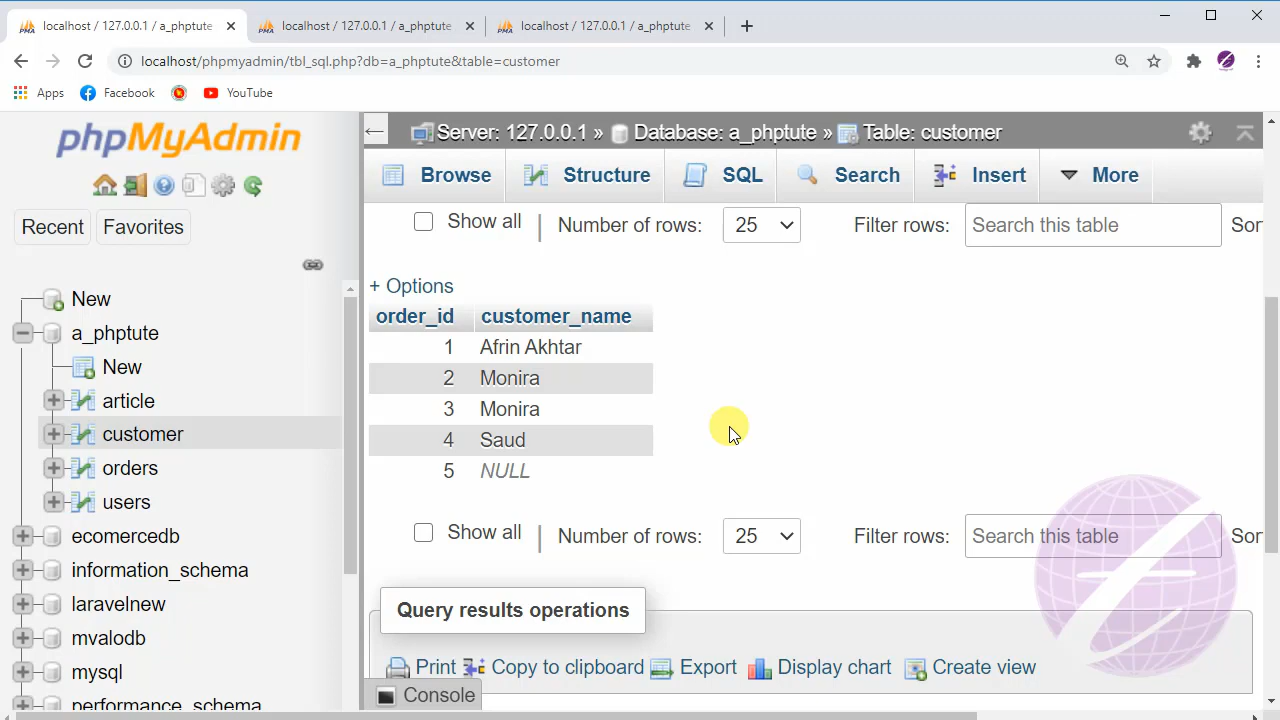 localhost / 127.0.0.1 / a_phptute
localhost / 127.0.0.1 / a_phptute
localhost / 127.0.0.1 / a_phptute
localhost/phpmyadmin/tbl_sql.php?db=a_phptute&table=customer
Apps Facebook YouTube
phpMyAdmin
Recent Favorites
New
a_phptute
New
article
customer
orders
users
ecomercedb
information_schema
laravelnew
mvalodb
mysql
performance_schema
Server: 127.0.0.1 » Database: a_phptute » Table: customer
Browse Structure SQL Search Insert More
Show all Number of rows: 25 Filter rows: Search this table Sor
+ Options
order_id customer_name
1 Afrin Akhtar
2 Monira
3 Monira
4 Saud
5 NULL
Show all Number of rows: 25 Filter rows: Search this table Sor
Query results operations
Print Copy to clipboard Export Display chart Create view
Console